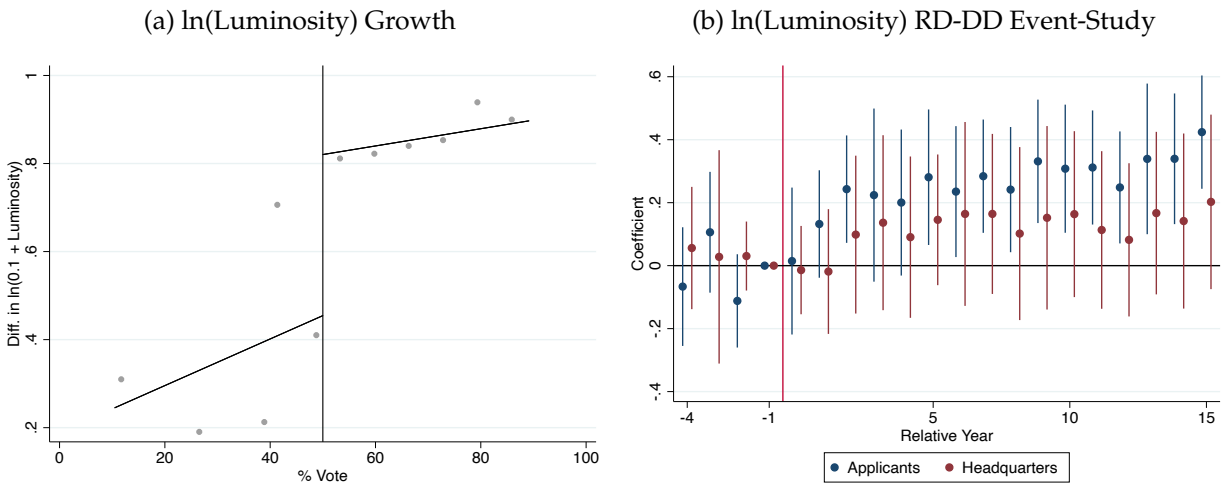 (a) ln(Luminosity) Growth
Diff. in ln(0.1 + Luminosity)
1
.8
.6
.4
.2
0 20 40 60 80 100
% Vote
(b) ln(Luminosity) RD-DD Event-Study
Coefficient
.6
.4
.2
0
-.2
-.4
-4 -1 5 10 15
Relative Year
Applicants Headquarters